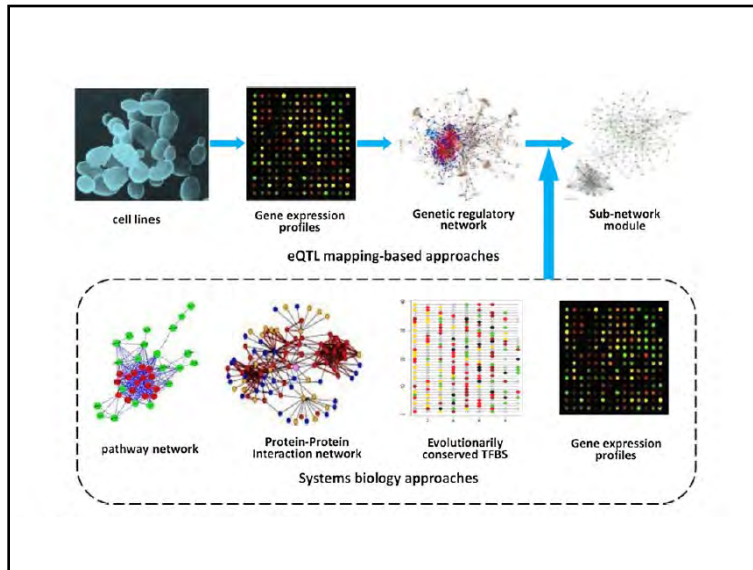 cell lines
Gene expression
profiles
Genetic regulatory
network
Sub-network
module
eQTL mapping-based approaches
pathway network
Protein-Protein
Interaction network
Evolutionarily
conserved TFBS
Gene expression
profiles
Systems biology approaches